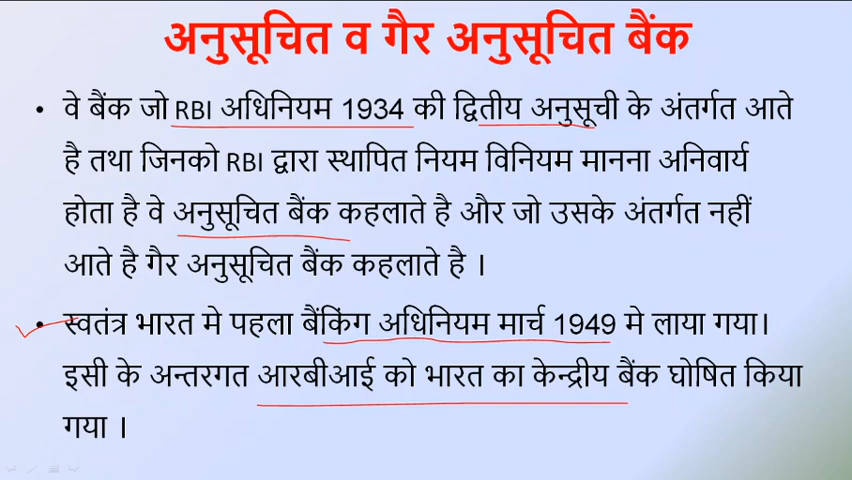 अनुसूचित व गैर अनुसूचित बैंक
• वे बैंक जो RBI अधिनियम 1934 की द्वितीय अनुसूची के अंतर्गत आते
है तथा जिनको RBI द्वारा स्थापित नियम विनियम मानना अनिवार्य
होता है वे अनुसूचित बैंक कहलाते है और जो उसके अंतर्गत नहीं
आते है गैर अनुसूचित बैंक कहलाते है ।
• स्वतंत्र भारत मे पहला बैंकिंग अधिनियम मार्च 1949 मे लाया गया।
इसी के अन्तरगत आरबीआई को भारत का केन्द्रीय बैंक घोषित किया
गया ।